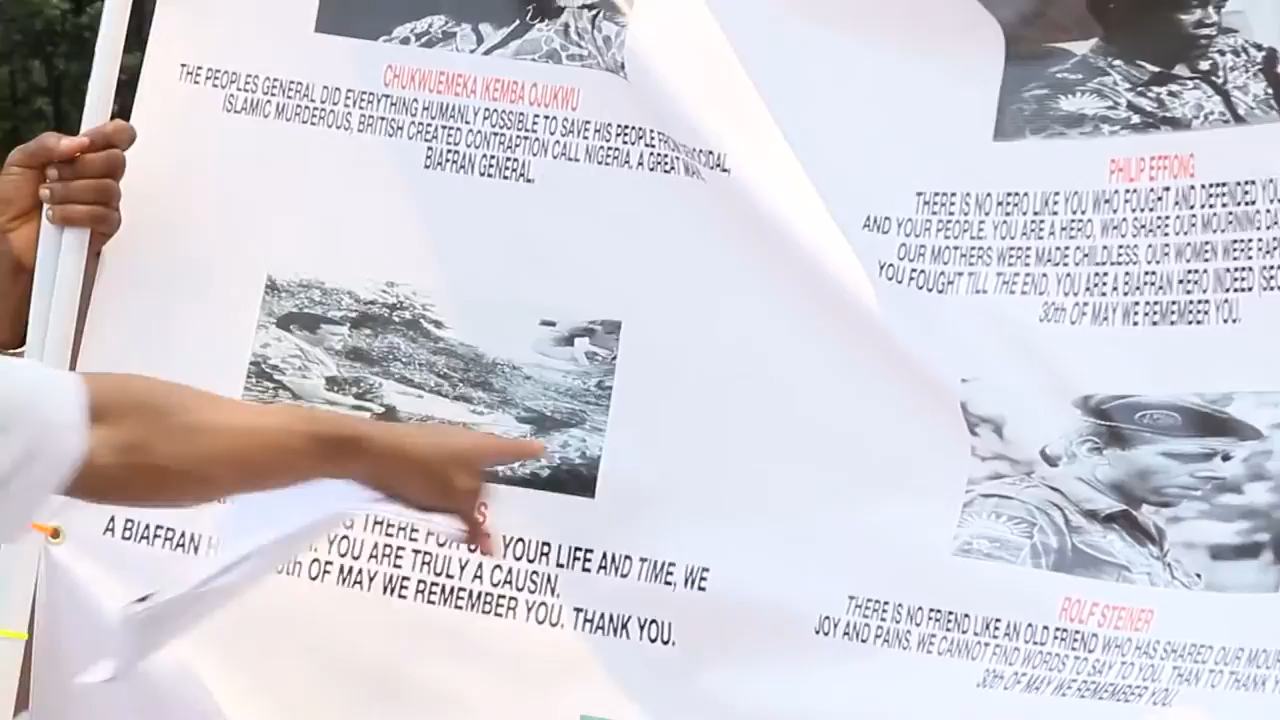 CHUKWUEMEKA IKEMBA OJUKWU
THE PEOPLES GENERAL DID EVERYTHING HUMANLY POSSIBLE TO SAVE HIS PEOPLE
ISLAMIC MURDEROUS, BRITISH CREATED CONTRAPTION CALL NIGERIA. A GREAT
BIAFRAN GENERAL.
A BIAFRAN
THERE FOR YOUR LIFE AND TIME, WE
YOU ARE TRULY A CAUSIN.
OF MAY WE REMEMBER YOU. THANK YOU.
PHILIP EFFIONG
THERE IS NO HERO LIKE YOU WHO FOUGHT AND DEFENDED
AND YOUR PEOPLE. YOU ARE A HERO, WHO SHARE OUR MOURNING
OUR MOTHERS WERE MADE CHILDLESS, OUR WOMEN WERE
YOU FOUGHT TILL THE END. YOU ARE A BIAFRAN HERO INDEED
30th OF MAY WE REMEMBER YOU.
ROLF STEINER
THERE IS NO FRIEND LIKE AN OLD FRIEND WHO HAS SHARED OUR
JOY AND PAINS, WE CANNOT FIND WORDS TO SAY TO YOU, THAN TO THANK
30th OF MAY WE REMEMBER YOU.